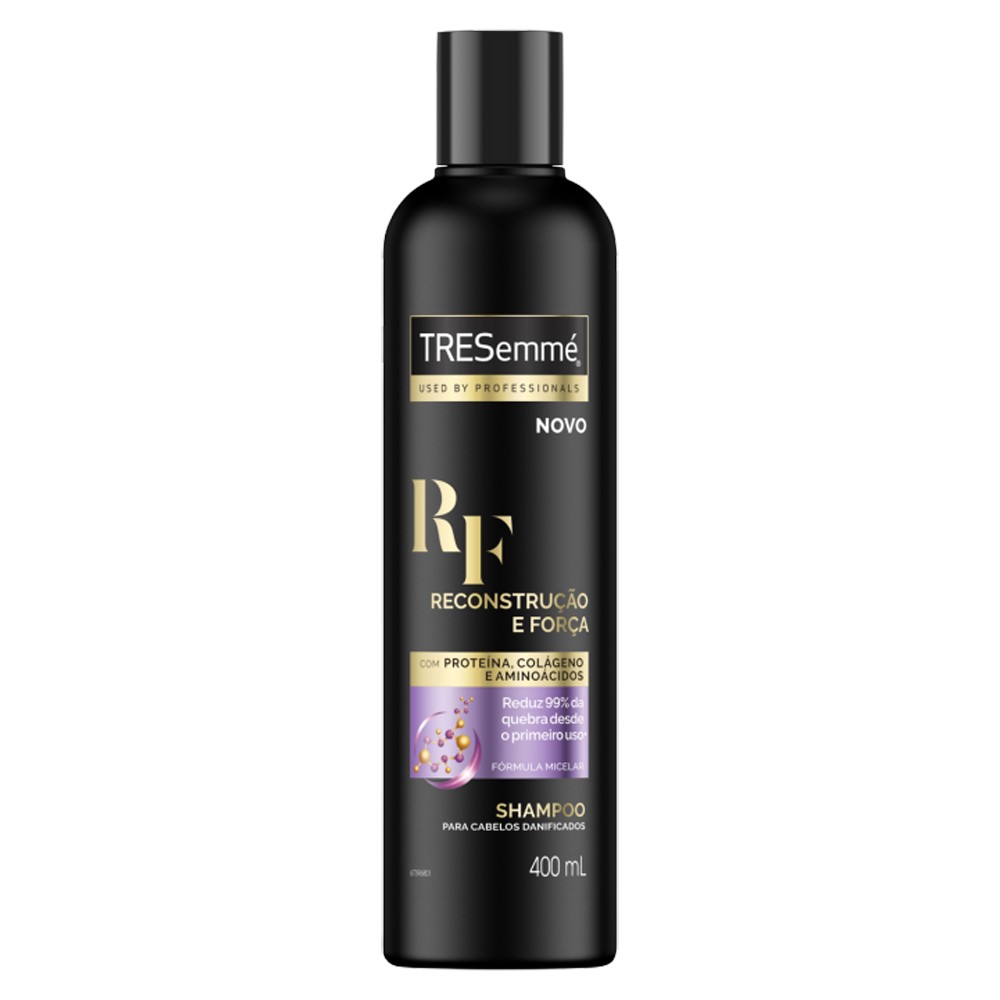 TRESemmé
USED BY PROFESSIONALS
NOVO
RF
RECONSTRUÇÃO
E FORÇA
COM PROTEÍNA, COLÁGENO
E AMINOÁCIDOS
Reduz 99% da
quebra desde
o primeiro uso*
FÓRMULA MICELAR
SHAMPOO
PARA CABELOS DANIFICADOS
400 mL